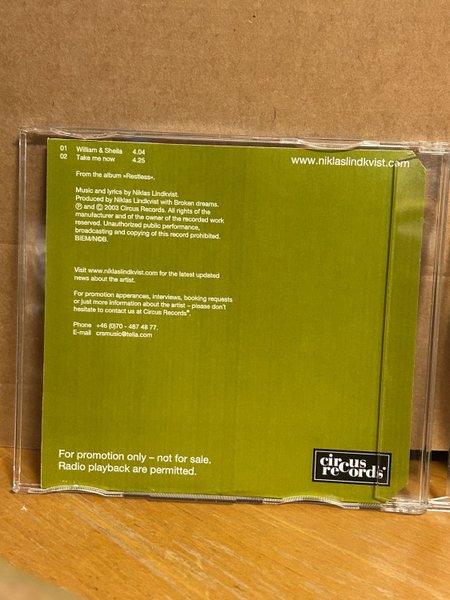 01 William & Sheila 4.04
02 Take me now 4.25
www.niklaslindkvist.com
From the album »Restless».
Music and lyrics by Niklas Lindkvist.
Produced by Niklas Lindkvist with Broken dreams.
℗ and © 2003 Circus Records. All rights of the
manufacturer and of the owner of the recorded work
reserved. Unauthorized public performance,
broadcasting and copying of this record prohibited.
BIEM/N©B.
Visit www.niklaslindkvist.com for the latest updated
news about the artist.
For promotion apperances, interviews, booking requests
or just more information about the artist – please don't
hesitate to contact us at Circus Records®.
Phone +46 (0)70 - 487 48 77.
E-mail crsmusic@telia.com
For promotion only – not for sale.
Radio playback are permitted.
circus
records®